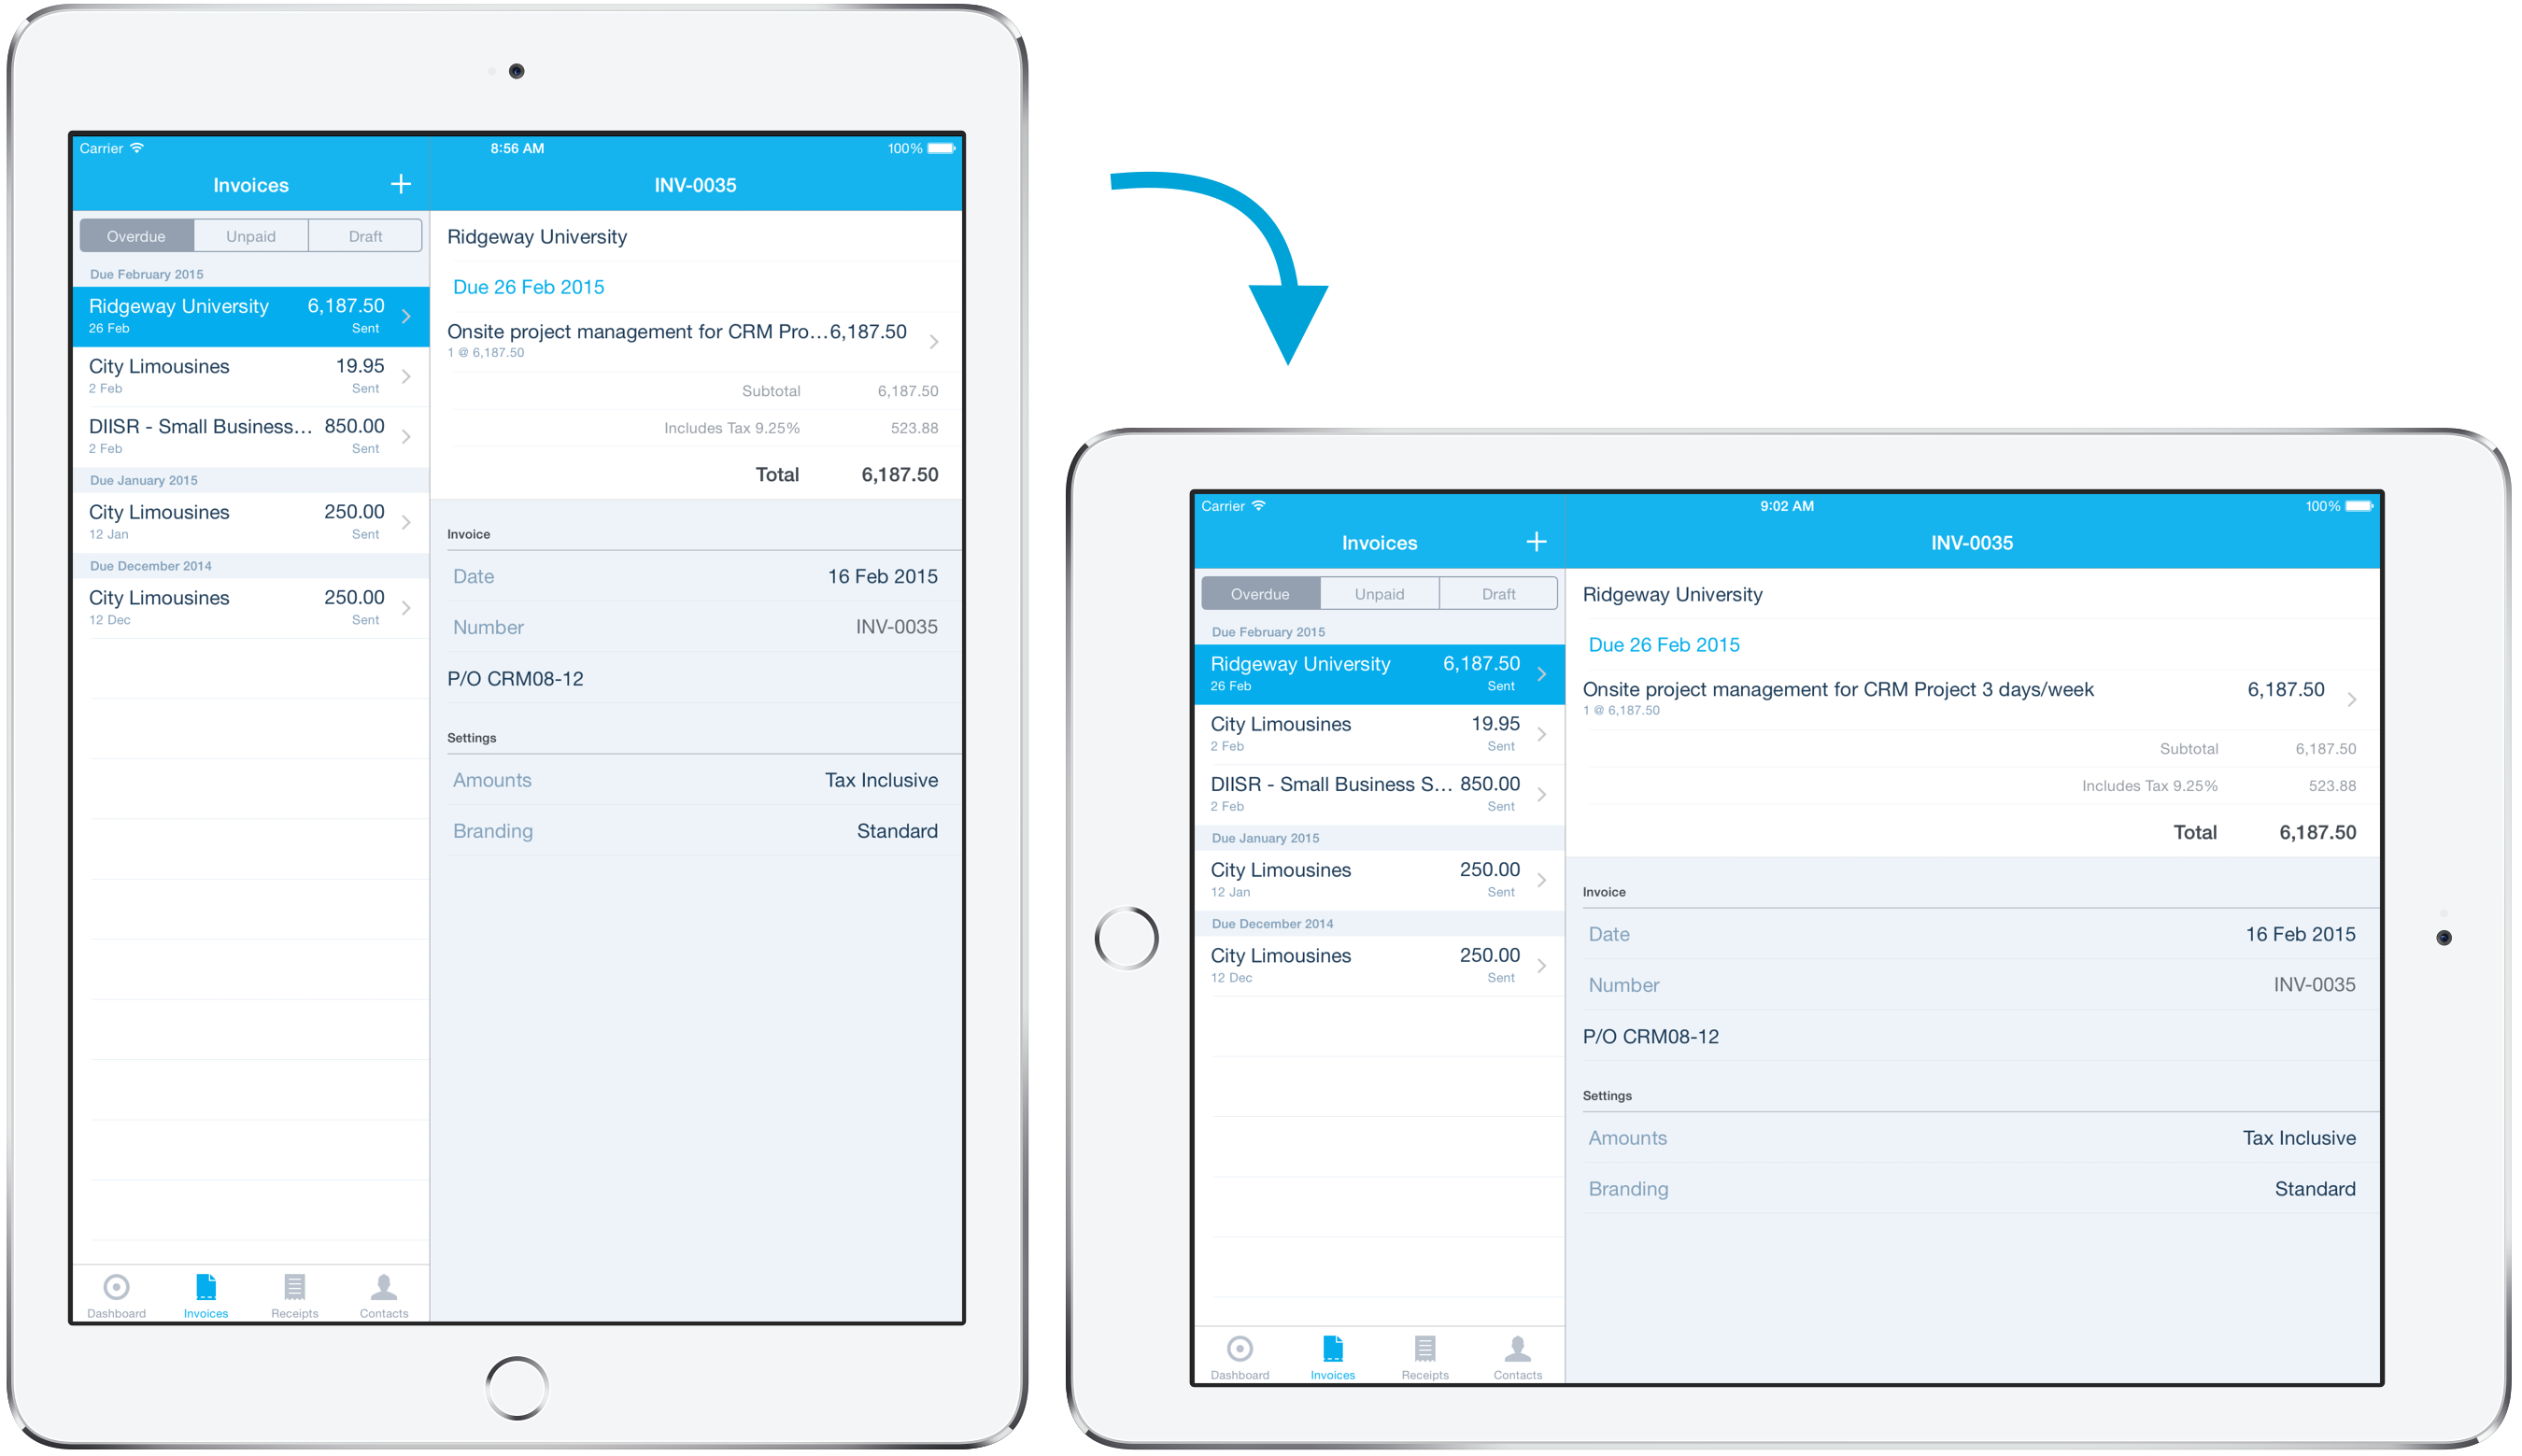 Carrier 8:56 AM 100%
Invoices + INV-0035
Overdue Unpaid Draft
Due February 2015
Ridgeway University 6,187.50
26 Feb Sent
City Limousines 19.95
2 Feb Sent
DIISR - Small Business... 850.00
2 Feb Sent
Due January 2015
City Limousines 250.00
12 Jan Sent
Due December 2014
City Limousines 250.00
12 Dec Sent
Dashboard Invoices Receipts Contacts
Ridgeway University
Due 26 Feb 2015
Onsite project management for CRM Pro...6,187.50
1 @ 6,187.50
Subtotal 6,187.50
Includes Tax 9.25% 523.88
Total 6,187.50
Invoice
Date 16 Feb 2015
Number INV-0035
P/O CRM08-12
Settings
Amounts Tax Inclusive
Branding Standard
Carrier 9:02 AM 100%
Invoices + INV-0035
Overdue Unpaid Draft
Due February 2015
Ridgeway University 6,187.50
26 Feb Sent
City Limousines 19.95
2 Feb Sent
DIISR - Small Business S... 850.00
2 Feb Sent
Due January 2015
City Limousines 250.00
12 Jan Sent
Due December 2014
City Limousines 250.00
12 Dec Sent
Dashboard Invoices Receipts Contacts
Ridgeway University
Due 26 Feb 2015
Onsite project management for CRM Project 3 days/week 6,187.50
1 @ 6,187.50
Subtotal 6,187.50
Includes Tax 9.25% 523.88
Total 6,187.50
Invoice
Date 16 Feb 2015
Number INV-0035
P/O CRM08-12
Settings
Amounts Tax Inclusive
Branding Standard